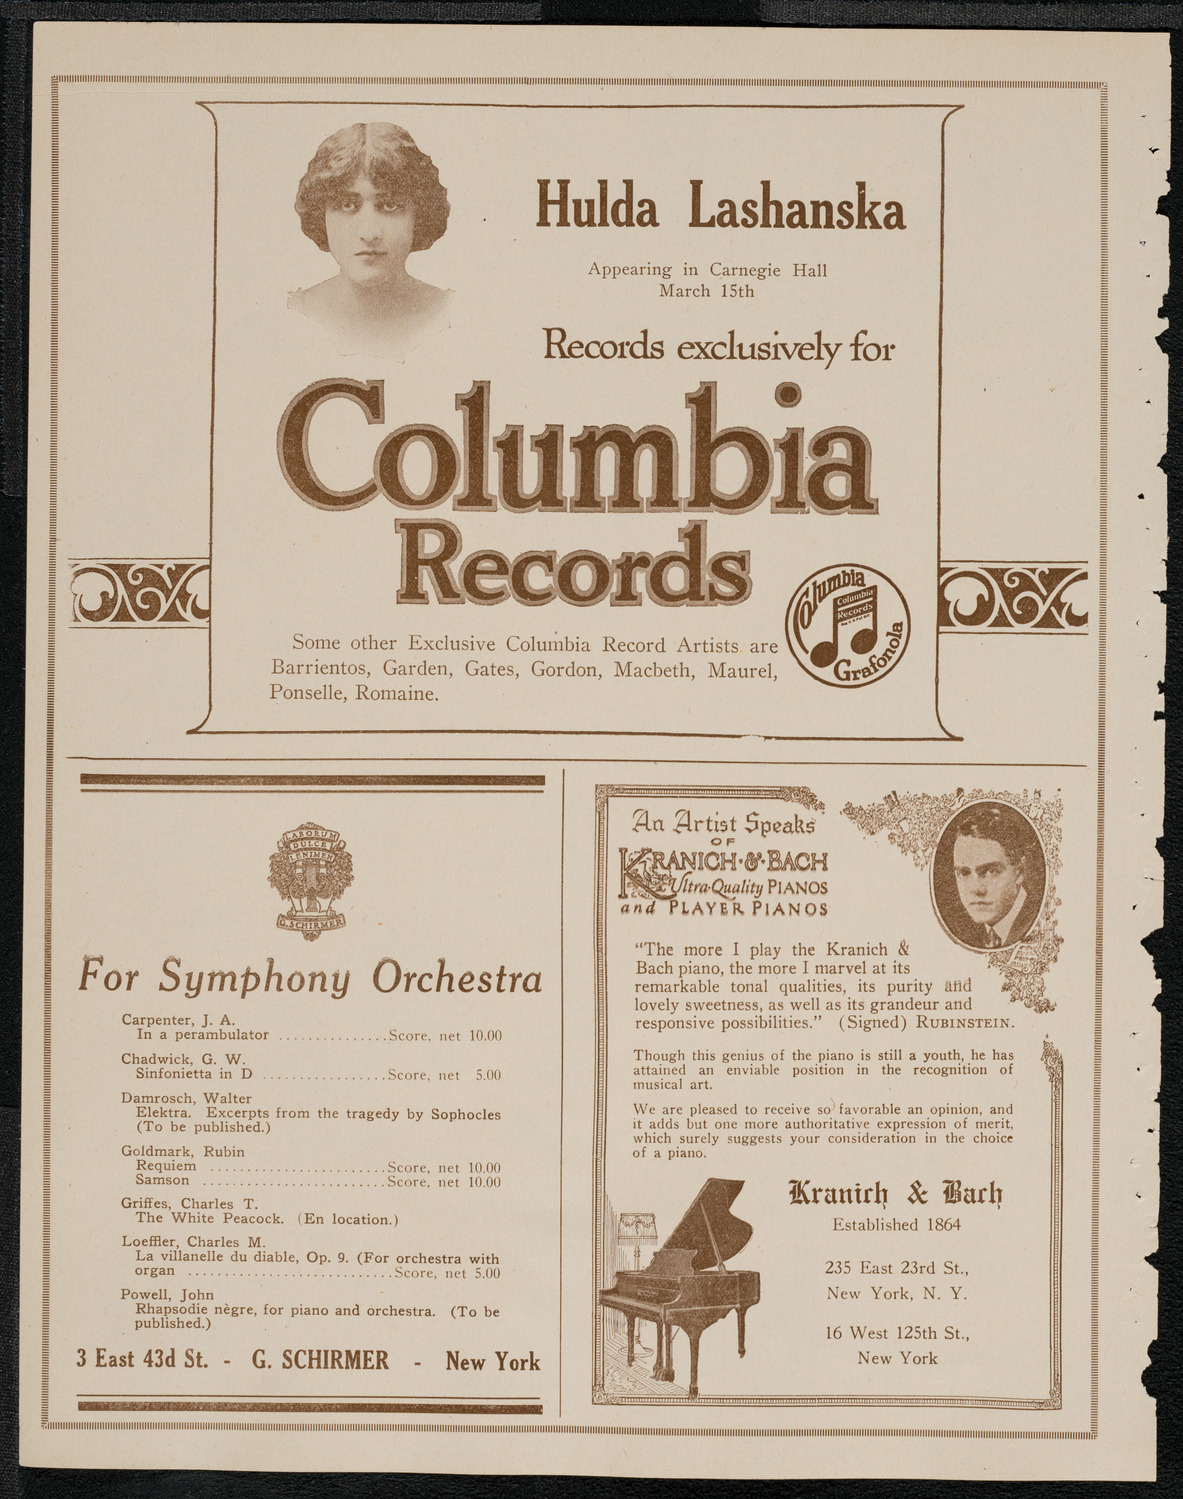 Hulda Lashanska
Appearing in Carnegie Hall
March 15th
Records exclusively for
Columbia
Records
Columbia
Columbia
Records
Grafonola
Some other Exclusive Columbia Record Artists are
Barrientos, Garden, Gates, Gordon, Macbeth, Maurel,
Ponselle, Romaine.
LABORUM
DULCE
LENIMEN
G. SCHIRMER
For Symphony Orchestra
Carpenter, J. A.
In a perambulator ...............Score, net 10.00
Chadwick, G. W.
Sinfonietta in D .................Score, net 5.00
Damrosch, Walter
Elektra. Excerpts from the tragedy by Sophocles
(To be published.)
Goldmark, Rubin
Requiem ........................Score, net 10.00
Samson .........................Score, net 10.00
Griffes, Charles T.
The White Peacock. (En location.)
Loeffler, Charles M.
La villanelle du diable, Op. 9. (For orchestra with
organ ............................Score, net 5.00
Powell, John
Rhapsodie nègre, for piano and orchestra. (To be
published.)
3 East 43d St. - G. SCHIRMER - New York
An Artist Speaks
OF
KRANICH·&·BACH
Ultra-Quality PIANOS
and PLAYER PIANOS
“The more I play the Kranich &
Bach piano, the more I marvel at its
remarkable tonal qualities, its purity and
lovely sweetness, as well as its grandeur and
responsive possibilities.” (Signed) RUBINSTEIN.
Though this genius of the piano is still a youth, he has
attained an enviable position in the recognition of
musical art.
We are pleased to receive so favorable an opinion, and
it adds but one more authoritative expression of merit,
which surely suggests your consideration in the choice
of a piano.
Kranich & Bach
Established 1864
235 East 23rd St.,
New York, N. Y.
16 West 125th St.,
New York